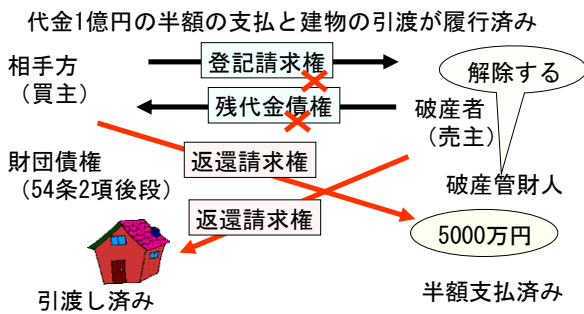 代金1億円の半額の支払と建物の引渡が履行済み
相手方
（買主）
登記請求権
解除する
残代金債権
破産者
（売主）
財団債権
（54条2項後段）
返還請求権
破産管財人
返還請求権
5000万円
引渡し済み
半額支払済み